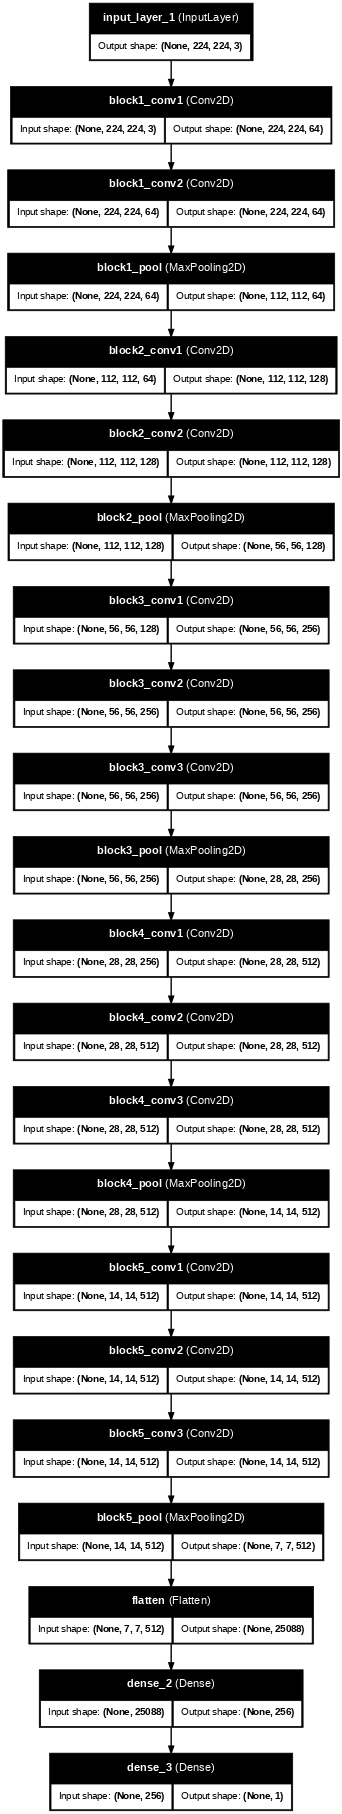 input_layer_1 (InputLayer)
Output shape: (None, 224, 224, 3)
block1_conv1 (Conv2D)
Input shape: (None, 224, 224, 3) Output shape: (None, 224, 224, 64)
block1_conv2 (Conv2D)
Input shape: (None, 224, 224, 64) Output shape: (None, 224, 224, 64)
block1_pool (MaxPooling2D)
Input shape: (None, 224, 224, 64) Output shape: (None, 112, 112, 64)
block2_conv1 (Conv2D)
Input shape: (None, 112, 112, 64) Output shape: (None, 112, 112, 128)
block2_conv2 (Conv2D)
Input shape: (None, 112, 112, 128) Output shape: (None, 112, 112, 128)
block2_pool (MaxPooling2D)
Input shape: (None, 112, 112, 128) Output shape: (None, 56, 56, 128)
block3_conv1 (Conv2D)
Input shape: (None, 56, 56, 128) Output shape: (None, 56, 56, 256)
block3_conv2 (Conv2D)
Input shape: (None, 56, 56, 256) Output shape: (None, 56, 56, 256)
block3_conv3 (Conv2D)
Input shape: (None, 56, 56, 256) Output shape: (None, 56, 56, 256)
block3_pool (MaxPooling2D)
Input shape: (None, 56, 56, 256) Output shape: (None, 28, 28, 256)
block4_conv1 (Conv2D)
Input shape: (None, 28, 28, 256) Output shape: (None, 28, 28, 512)
block4_conv2 (Conv2D)
Input shape: (None, 28, 28, 512) Output shape: (None, 28, 28, 512)
block4_conv3 (Conv2D)
Input shape: (None, 28, 28, 512) Output shape: (None, 28, 28, 512)
block4_pool (MaxPooling2D)
Input shape: (None, 28, 28, 512) Output shape: (None, 14, 14, 512)
block5_conv1 (Conv2D)
Input shape: (None, 14, 14, 512) Output shape: (None, 14, 14, 512)
block5_conv2 (Conv2D)
Input shape: (None, 14, 14, 512) Output shape: (None, 14, 14, 512)
block5_conv3 (Conv2D)
Input shape: (None, 14, 14, 512) Output shape: (None, 14, 14, 512)
block5_pool (MaxPooling2D)
Input shape: (None, 14, 14, 512) Output shape: (None, 7, 7, 512)
flatten (Flatten)
Input shape: (None, 7, 7, 512) Output shape: (None, 25088)
dense_2 (Dense)
Input shape: (None, 25088) Output shape: (None, 256)
dense_3 (Dense)
Input shape: (None, 256) Output shape: (None, 1)